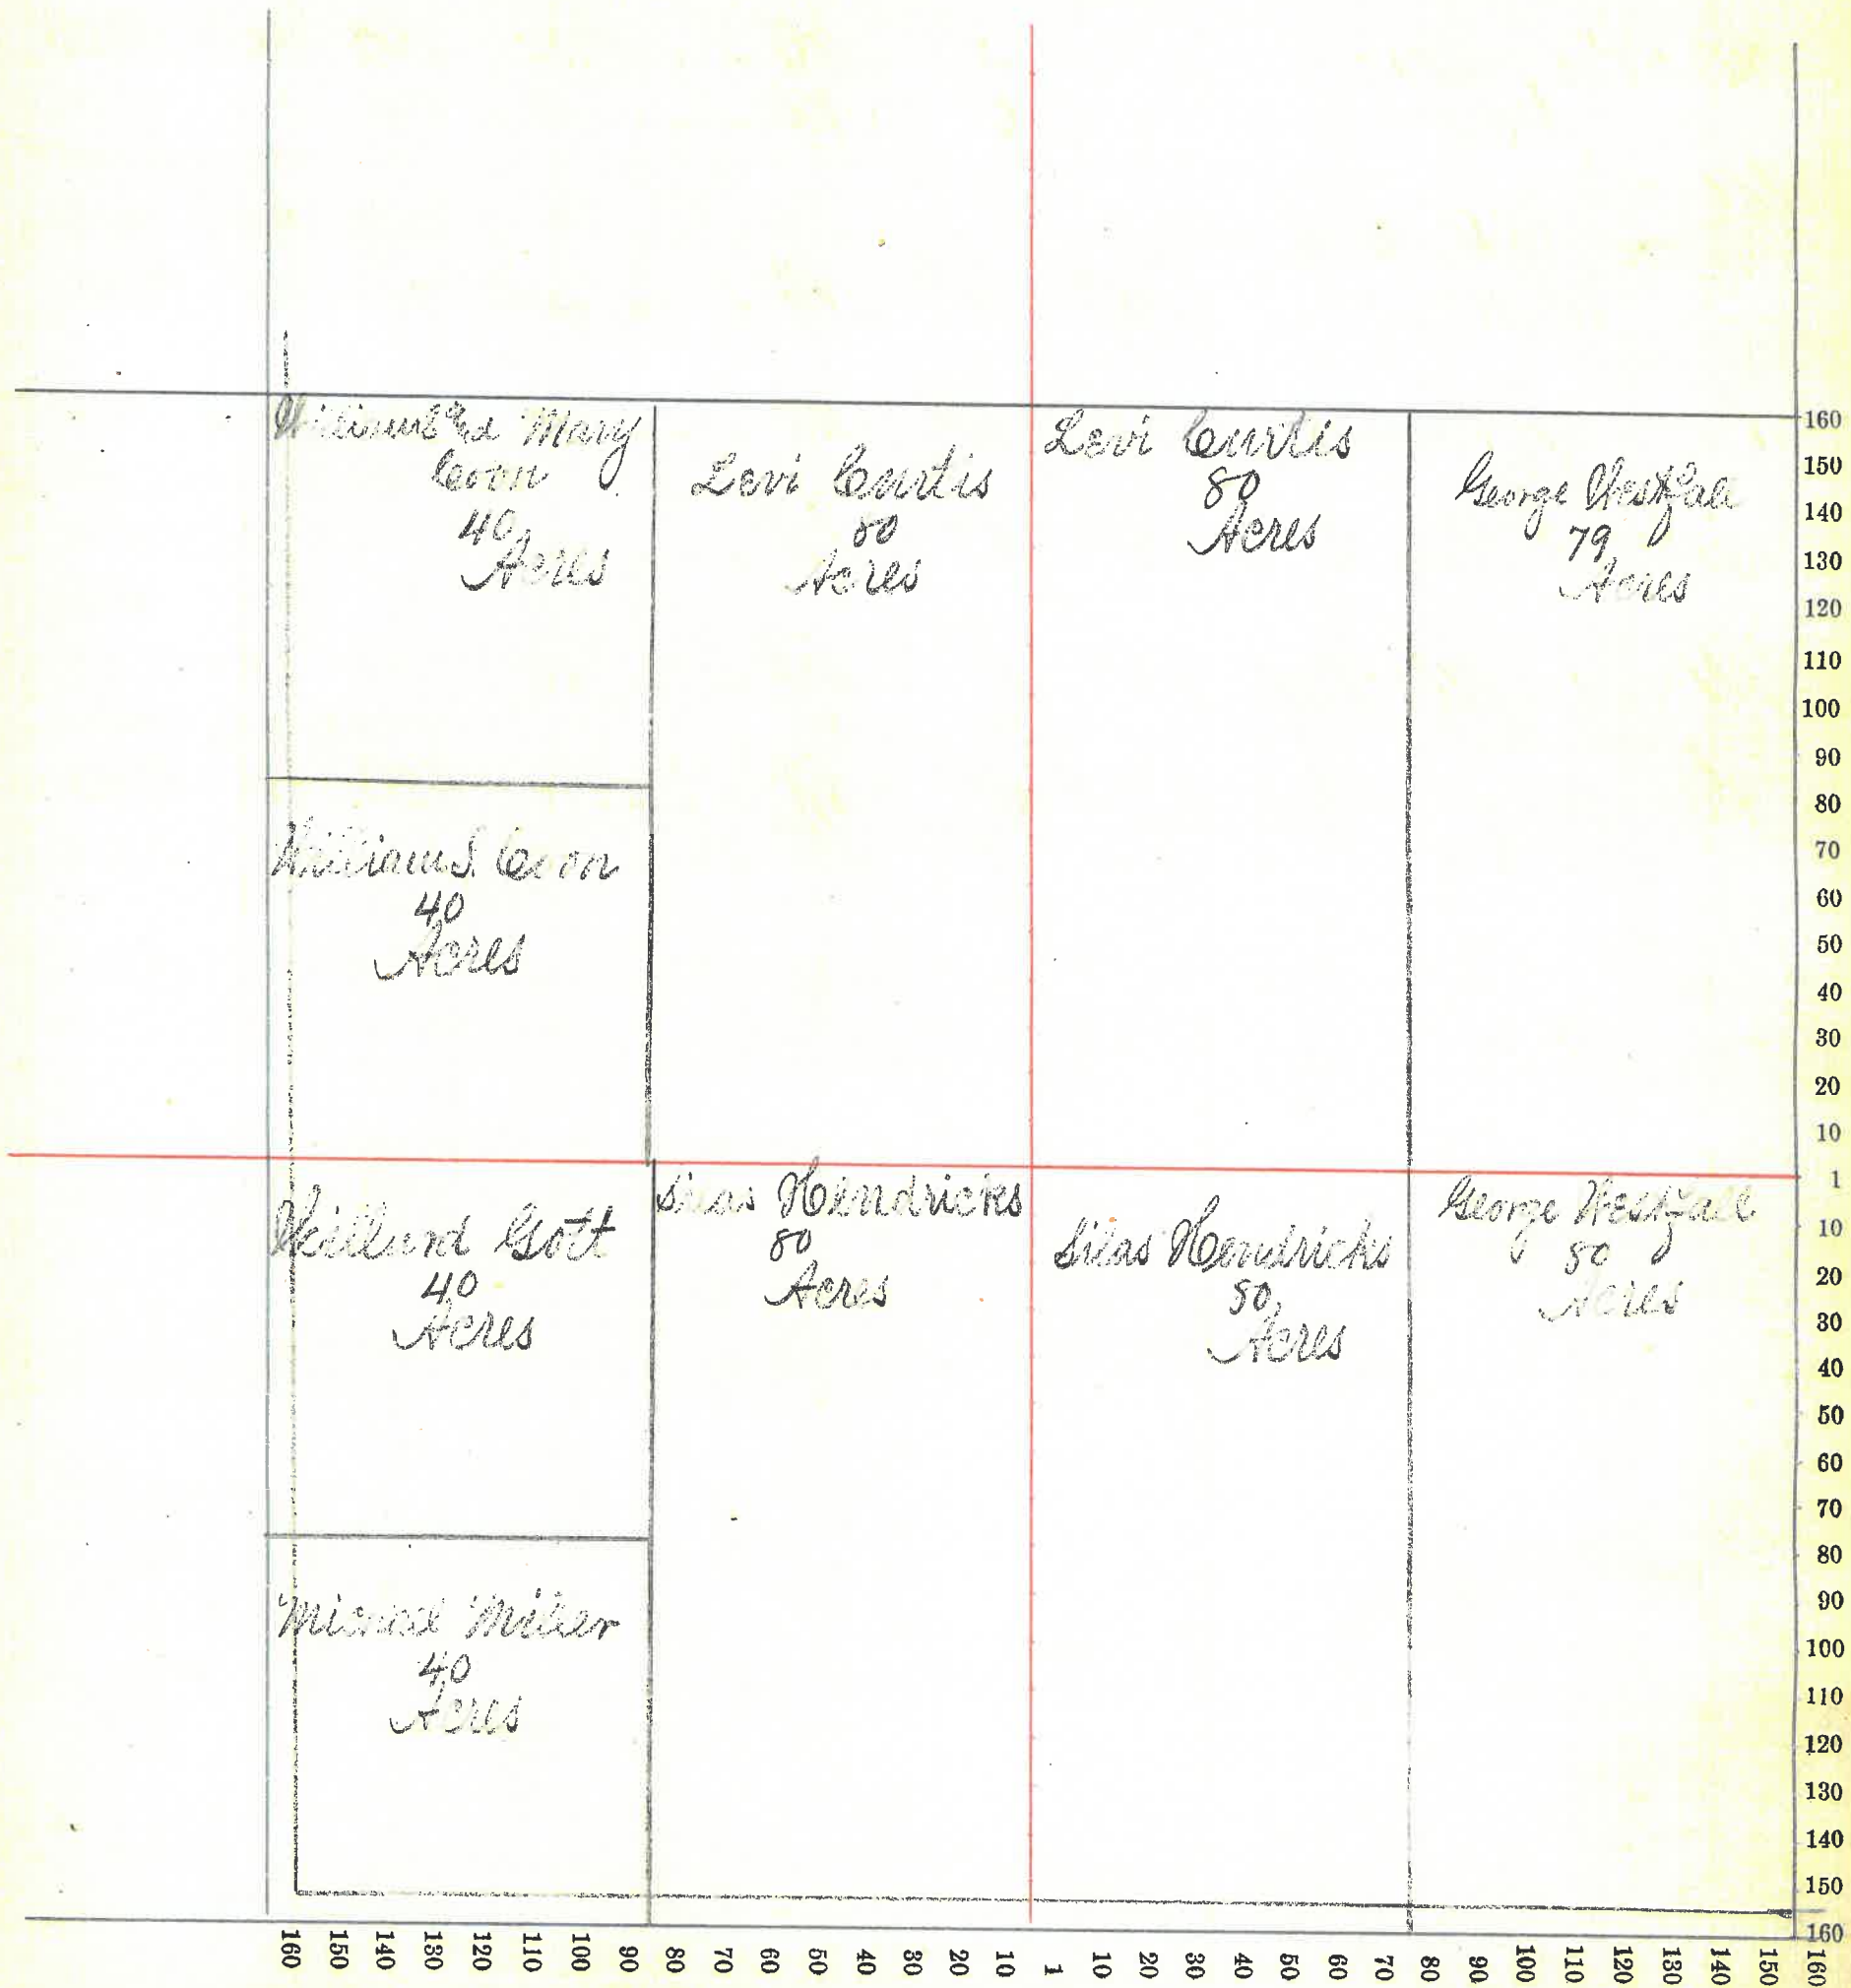 William S and Mary
Coon
40
Acres
Levi Curtis
80
Acres
Levi Curtis
80
Acres
George Westfall
79
Acres
William S. Coon
40
Acres
Willard Gott
40
Acres
Silas Hendricks
80
Acres
Silas Hendricks
80
Acres
George Westfall
80
Acres
Michael Miller
40
Acres
160
150
140
130
120
110
100
90
80
70
60
50
40
30
20
10
1
10
20
30
40
50
60
70
80
90
100
110
120
130
140
150
160
160 150 140 130 120 110 100 90 80 70 60 50 40 30 20 10 1 10 20 30 40 50 60 70 80 90 100 110 120 130 140 150 160